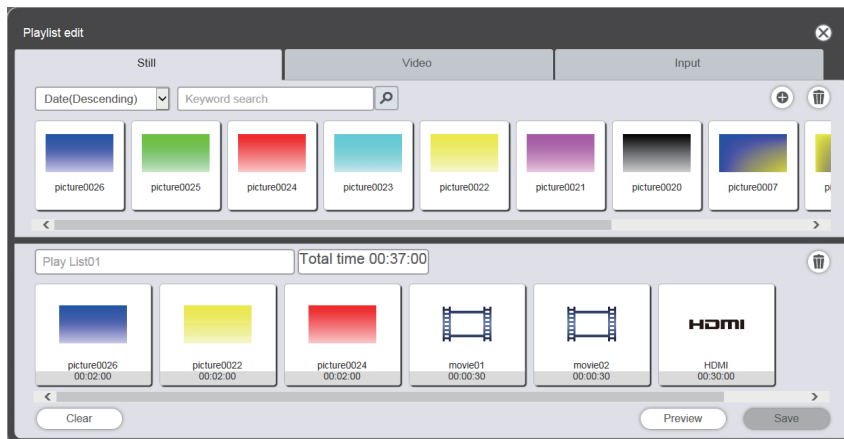 Playlist edit
Still Video Input
Date(Descending) Keyword search
picture0026 picture0025 picture0024 picture0023 picture0022 picture0021 picture0020 picture0007
Play List01 Total time 00:37:00
HDMI
picture0026 picture0022 picture0024 movie01 movie02 HDMI
00:02:00 00:02:00 00:02:00 00:00:30 00:00:30 00:30:00
Clear Preview Save